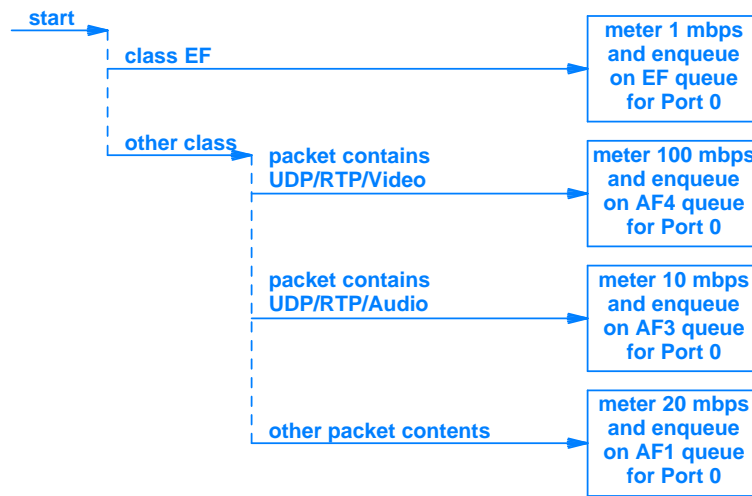 start
class EF
meter 1 mbps
and enqueue
on EF queue
for Port 0
other class
packet contains
UDP/RTP/Video
meter 100 mbps
and enqueue
on AF4 queue
for Port 0
packet contains
UDP/RTP/Audio
meter 10 mbps
and enqueue
on AF3 queue
for Port 0
other packet contents
meter 20 mbps
and enqueue
on AF1 queue
for Port 0